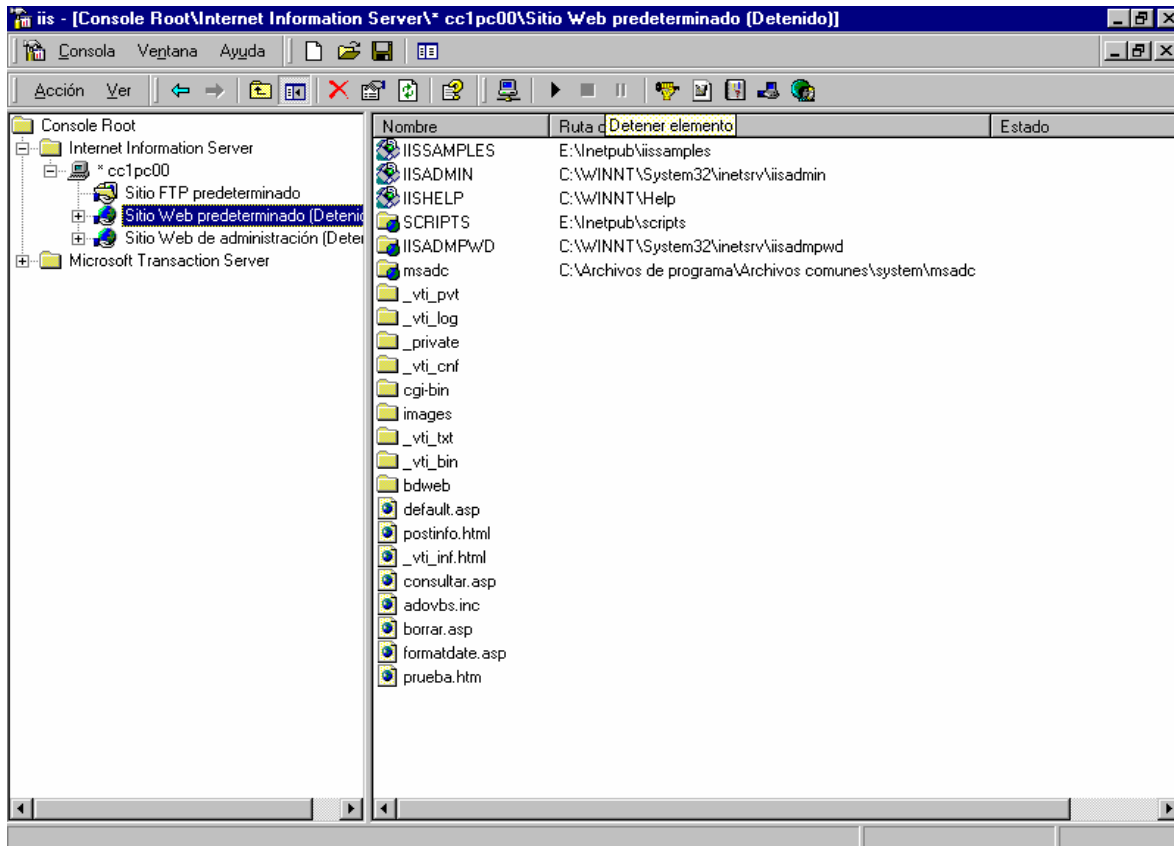 iis - [Console Root\Internet Information Server\* cc1pc00\Sitio Web predeterminado (Detenido)]
Consola Ventana Ayuda
Acción Ver
Console Root
Internet Information Server
* cc1pc00
Sitio FTP predeterminado
Sitio Web predeterminado (Detenid
Sitio Web de administración (Deter
Microsoft Transaction Server
Nombre Ruta d Detener elemento Estado
IISSAMPLES E:\Inetpub\iissamples
IISADMIN C:\WINNT\System32\inetsrv\iisadmin
IISHELP C:\WINNT\Help
SCRIPTS E:\Inetpub\scripts
IISADMPWD C:\WINNT\System32\inetsrv\iisadmpwd
msadc C:\Archivos de programa\Archivos comunes\system\msadc
_vti_pvt
_vti_log
_private
_vti_cnf
cgi-bin
images
_vti_txt
_vti_bin
bdweb
default.asp
postinfo.html
_vti_inf.html
consultar.asp
adovbs.inc
borrar.asp
formatdate.asp
prueba.htm